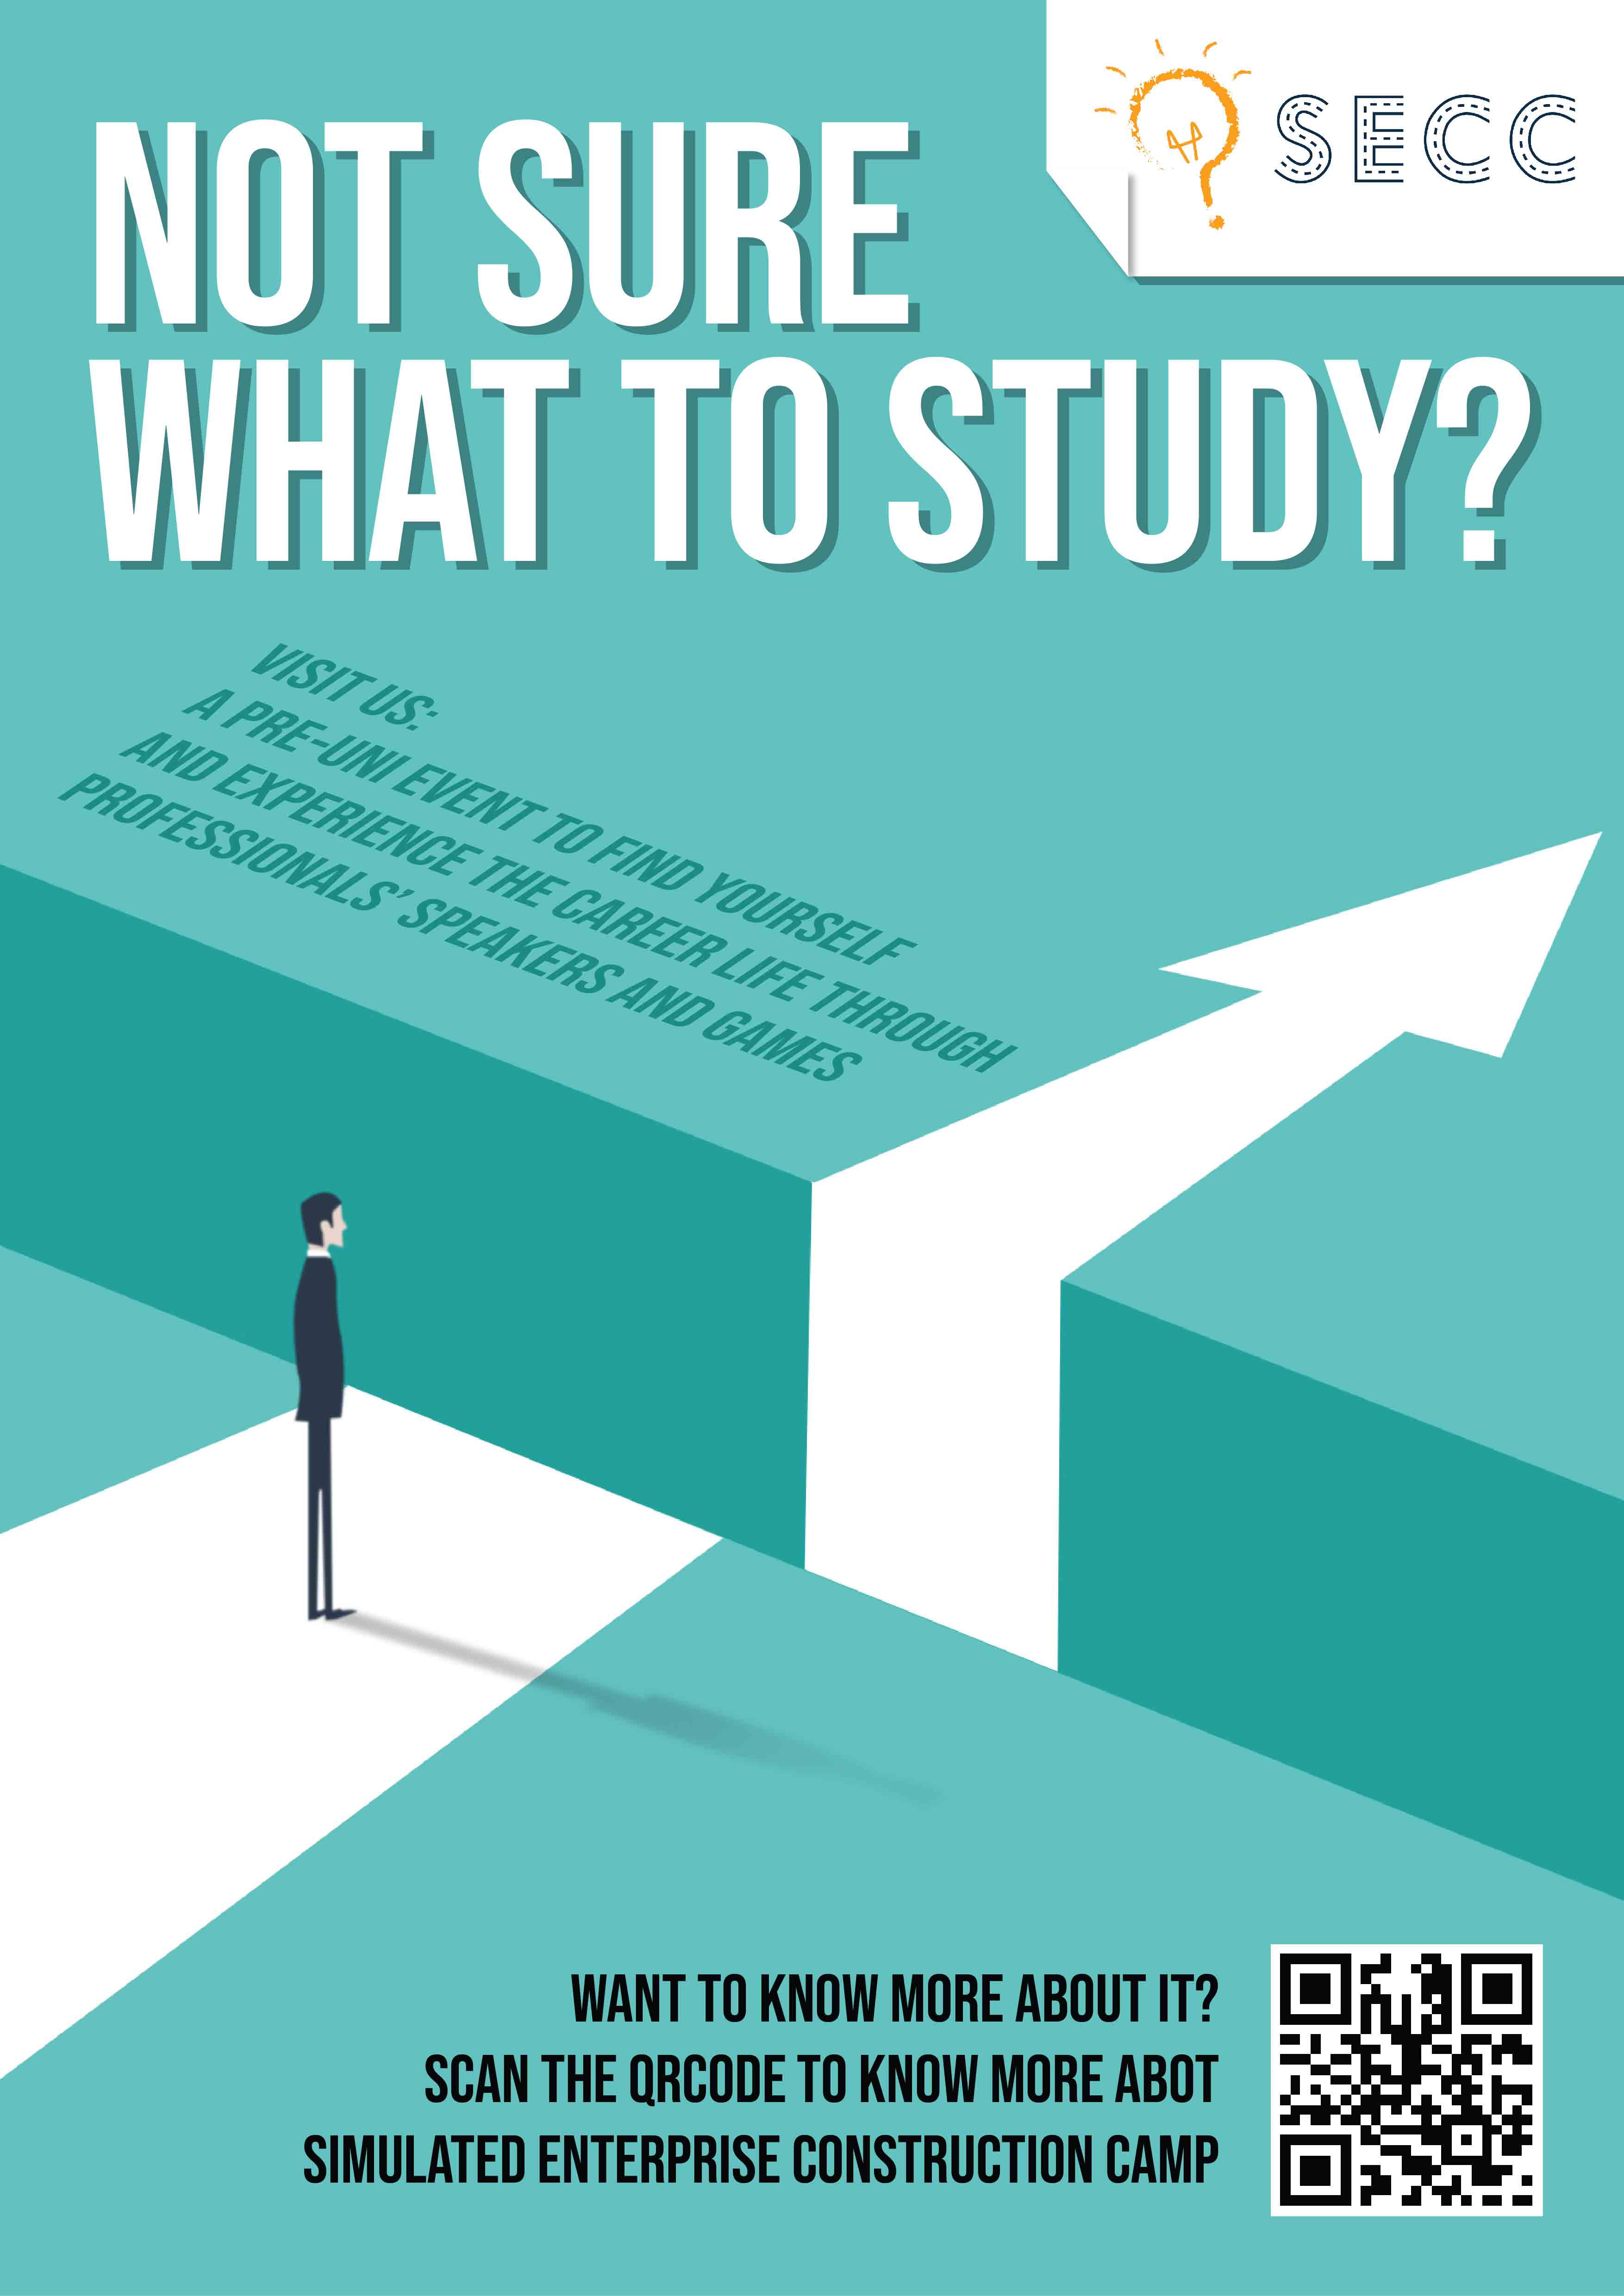 SECC
NOT SURE
WHAT TO STUDY?
VISIT US:
A PRE-UNI EVENT TO FIND YOURSELF
AND EXPERIENCE THE CAREER LIFE THROUGH
PROFESSIONALS' SPEAKERS AND GAMES
WANT TO KNOW MORE ABOUT IT?
SCAN THE QRCODE TO KNOW MORE ABOT
SIMULATED ENTERPRISE CONSTRUCTION CAMP